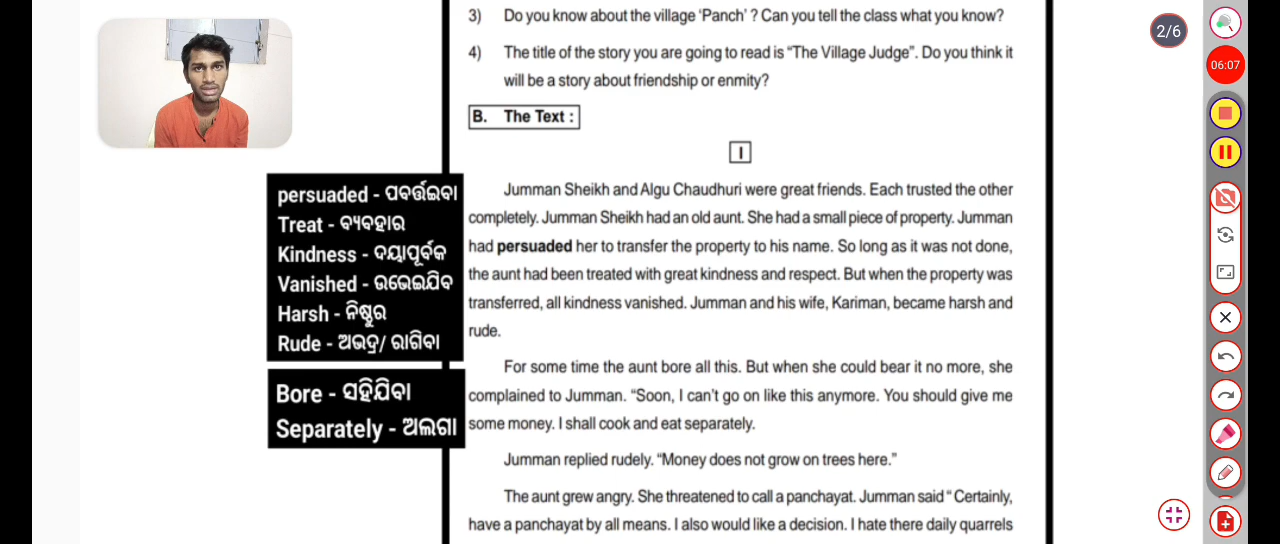 3) Do you know about the village ‘Panch’ ? Can you tell the class what you know?
4) The title of the story you are going to read is “The Village Judge”. Do you think it
will be a story about friendship or enmity?
B. The Text :
I
Jumman Sheikh and Algu Chaudhuri were great friends. Each trusted the other
completely. Jumman Sheikh had an old aunt. She had a small piece of property. Jumman
had persuaded her to transfer the property to his name. So long as it was not done,
the aunt had been treated with great kindness and respect. But when the property was
transferred, all kindness vanished. Jumman and his wife, Kariman, became harsh and
rude.
For some time the aunt bore all this. But when she could bear it no more, she
complained to Jumman. “Soon, I can’t go on like this anymore. You should give me
some money. I shall cook and eat separately.
Jumman replied rudely. “Money does not grow on trees here.”
The aunt grew angry. She threatened to call a panchayat. Jumman said “ Certainly,
have a panchayat by all means. I also would like a decision. I hate there daily quarrels
persuaded - ପବର୍ତ୍ତଇବା
Treat - ବ୍ୟବହାର
Kindness - ଦୟାପୂର୍ବକ
Vanished - ଉଭେଇଯିବ
Harsh - ନିଷ୍ଠୁର
Rude - ଅଭଦ୍ର/ ରାଗିବା
Bore - ସହିଯିବା
Separately - ଅଲଗା
2/6
06:07